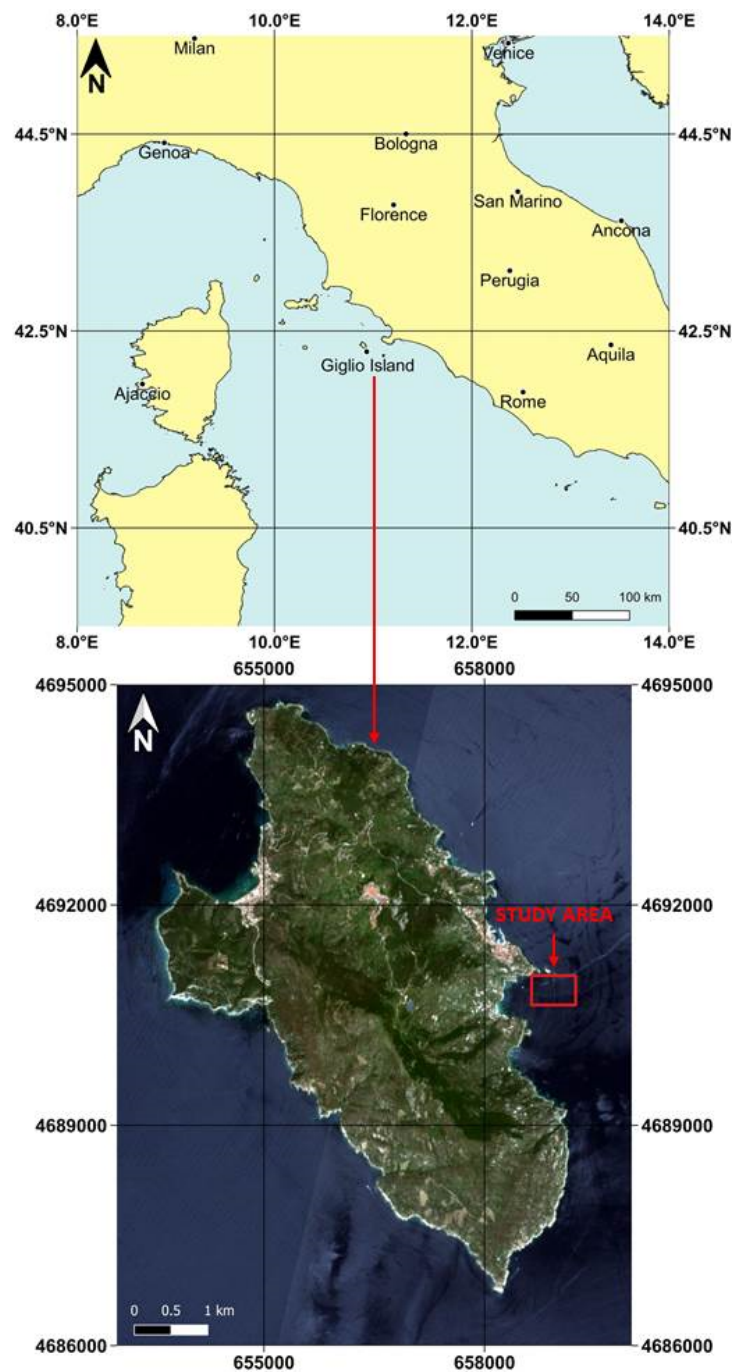 8.0°E 10.0°E 12.0°E 14.0°E
N
Milan
Venice
44.5°N 44.5°N
Genoa
Bologna
Florence
San Marino
Ancona
Perugia
42.5°N 42.5°N
Giglio Island
Aquila
Ajaccio
Rome
40.5°N 40.5°N
0 50 100 km
8.0°E 10.0°E 12.0°E 14.0°E
655000 658000
4695000 4695000
N
4692000 4692000
STUDY AREA
4689000 4689000
0 0.5 1 km
4686000 4686000
655000 658000